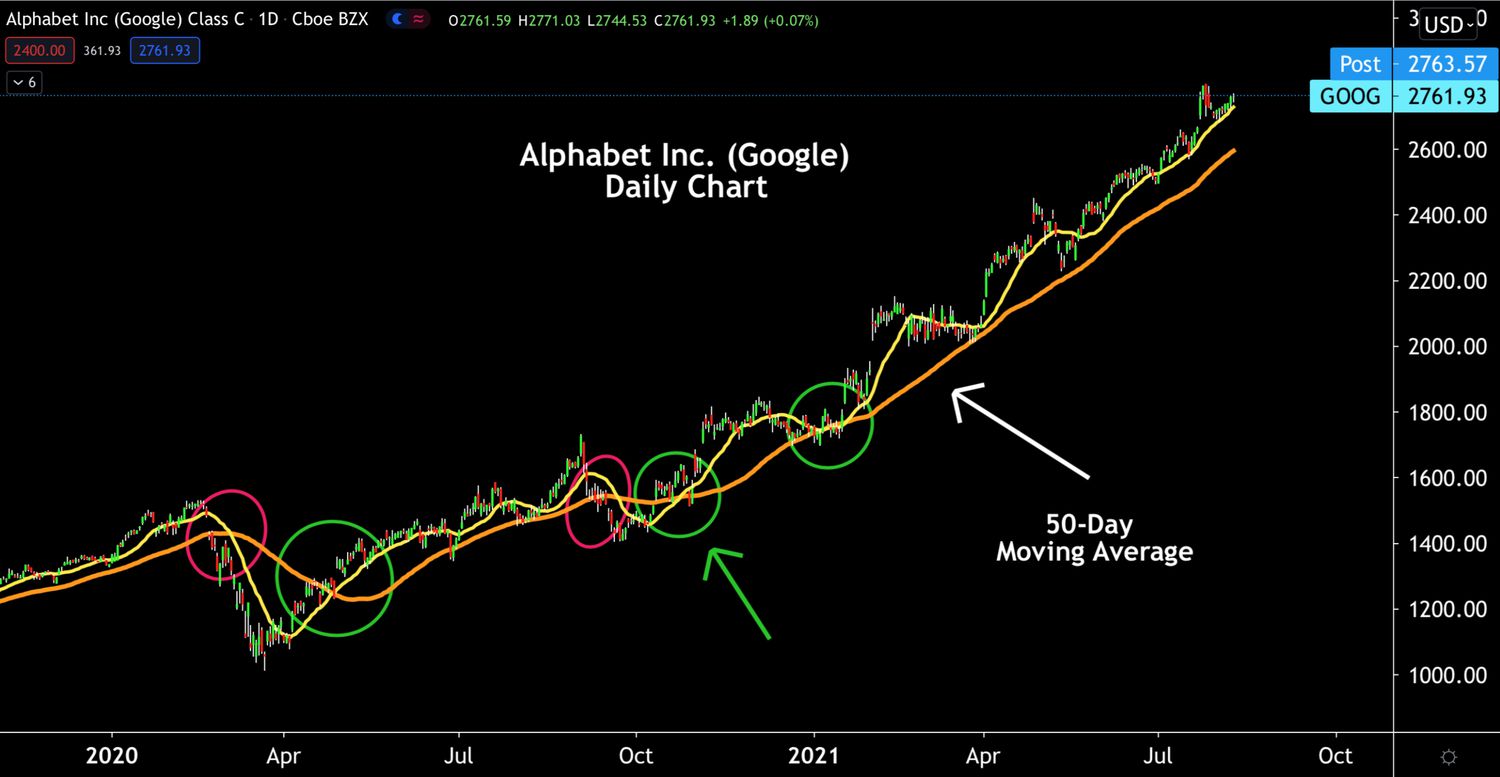 Alphabet Inc (Google) Class C · 1D · Cboe BZX O2761.59 H2771.03 L2744.53 C2761.93 +1.89 (+0.07%)
2400.00 361.93 2761.93
6
USD
Post 2763.57
GOOG 2761.93
Alphabet Inc. (Google)
Daily Chart
2600.00
2400.00
2200.00
2000.00
1800.00
1600.00
50-Day
Moving Average
1400.00
1200.00
1000.00
2020 Apr Jul Oct 2021 Apr Jul Oct